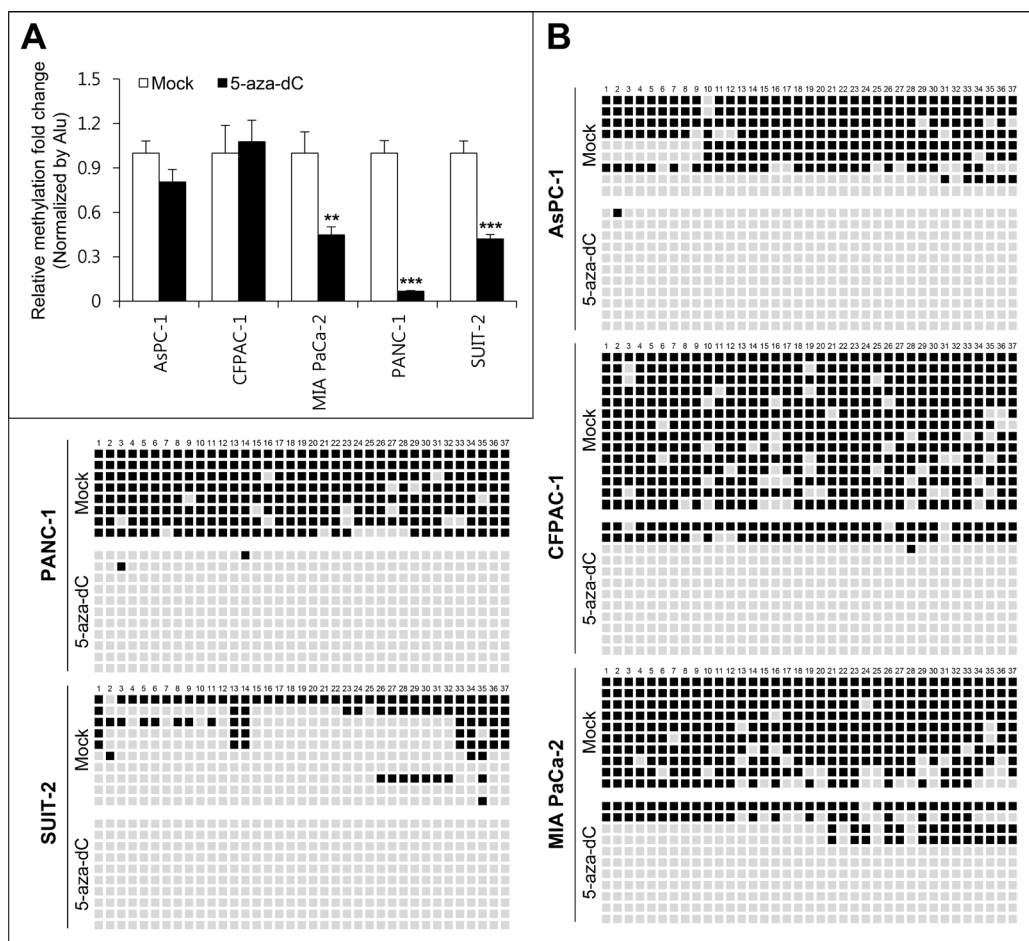 A
Relative methylation fold change
(Normalized by Alu)
Mock 5-aza-dC
1.5
1.2
0.9
0.6
0.3
0
**
***
***
AsPC-1
CFPAC-1
MIA PaCa-2
PANC-1
SUIT-2
B
AsPC-1
Mock
5-aza-dC
1 2 3 4 5 6 7 8 9 10 11 12 13 14 15 16 17 18 19 20 21 22 23 24 25 26 27 28 29 30 31 32 33 34 35 36 37
CFPAC-1
Mock
5-aza-dC
1 2 3 4 5 6 7 8 9 10 11 12 13 14 15 16 17 18 19 20 21 22 23 24 25 26 27 28 29 30 31 32 33 34 35 36 37
MIA PaCa-2
Mock
5-aza-dC
1 2 3 4 5 6 7 8 9 10 11 12 13 14 15 16 17 18 19 20 21 22 23 24 25 26 27 28 29 30 31 32 33 34 35 36 37
PANC-1
Mock
5-aza-dC
1 2 3 4 5 6 7 8 9 10 11 12 13 14 15 16 17 18 19 20 21 22 23 24 25 26 27 28 29 30 31 32 33 34 35 36 37
SUIT-2
Mock
5-aza-dC
1 2 3 4 5 6 7 8 9 10 11 12 13 14 15 16 17 18 19 20 21 22 23 24 25 26 27 28 29 30 31 32 33 34 35 36 37